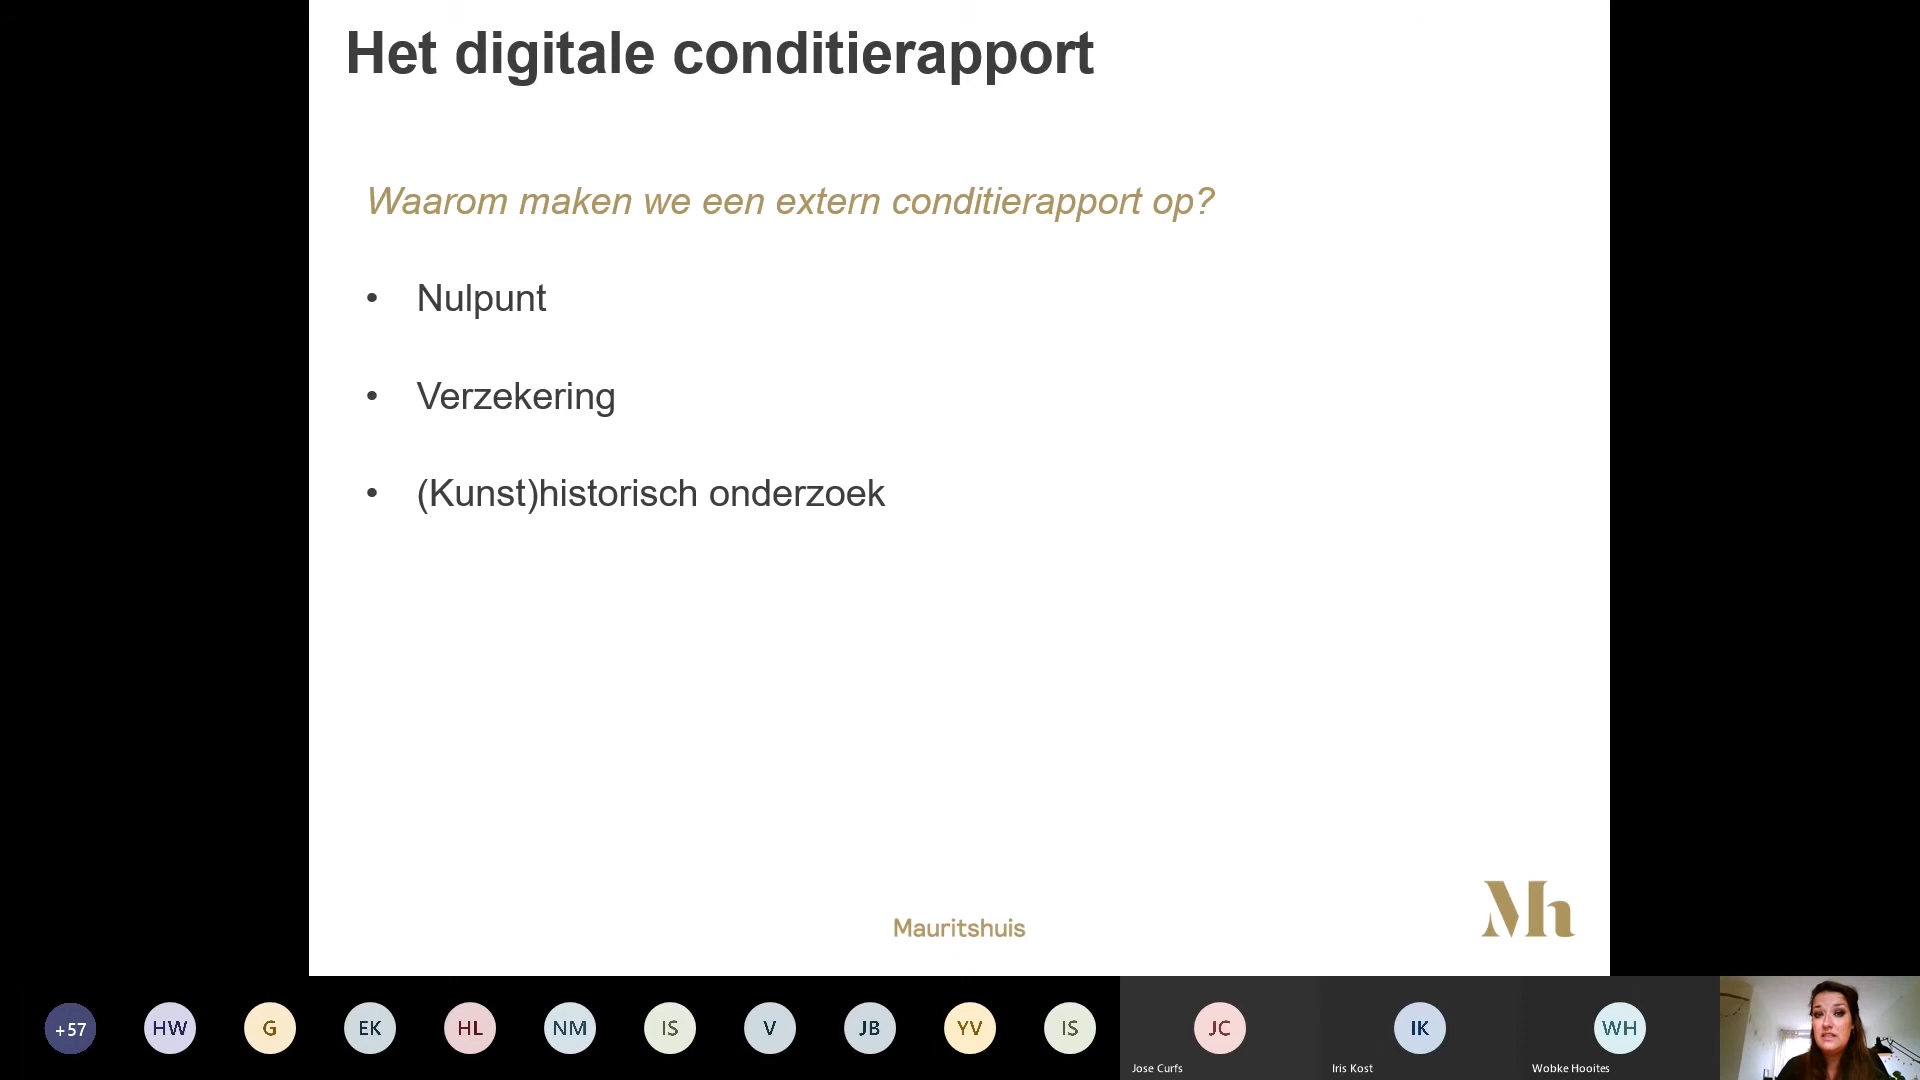 Het digitale conditierapport
Waarom maken we een extern conditierapport op?
• Nulpunt
• Verzekering
• (Kunst)historisch onderzoek
Mauritshuis
Mh
+57
HW
G
EK
HL
NM
IS
V
JB
YV
IS
JC
IK
WH
Jose Curfs
Iris Kost
Wobke Hooites